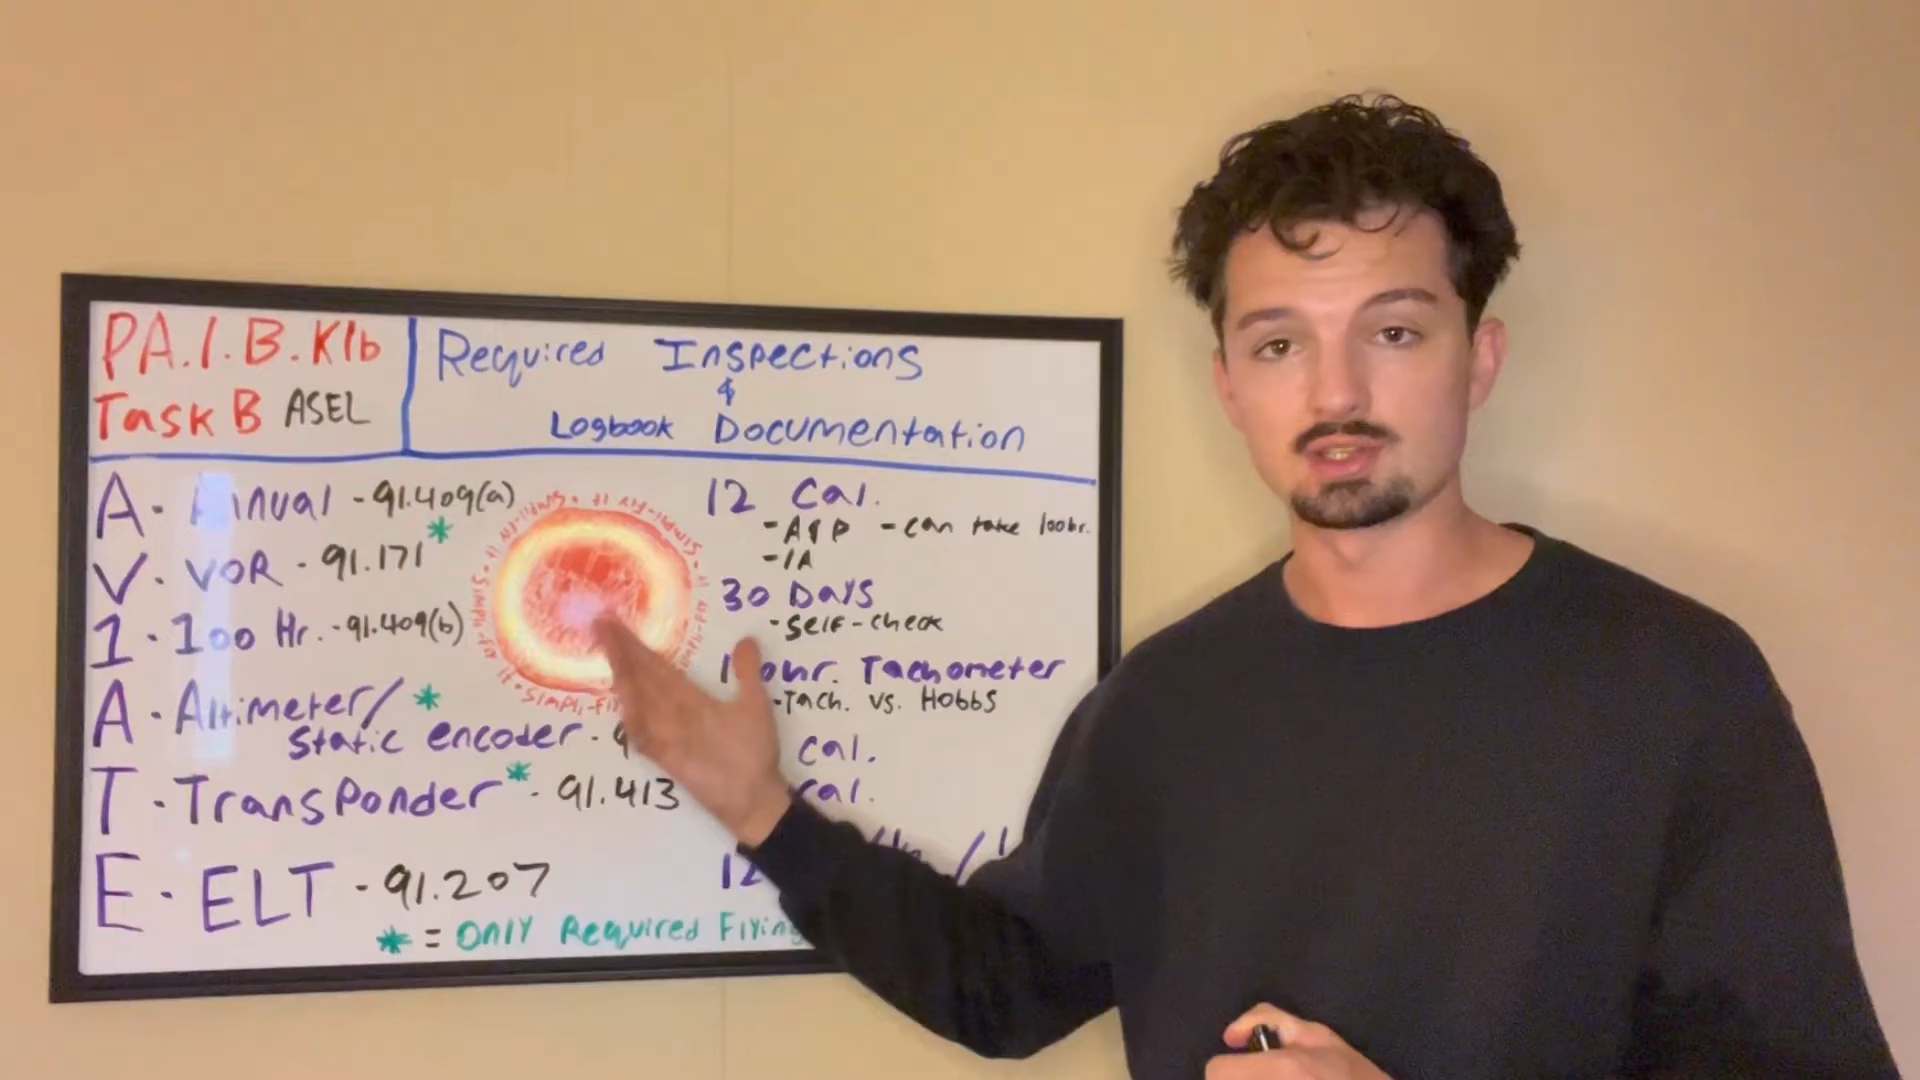 PA.I.B.K1b
Task B ASEL
Required Inspections
&
Logbook Documentation
A - Annual - 91.409(a)
V - VOR - 91.171 *
1 - 100 Hr. - 91.409(b)
A - Altimeter/ *
Static encoder -
T - Transponder * - 91.413
E - ELT - 91.207
* = Only Required Flying
12 Cal.
- A&P - can take 100hr.
- IA
30 Days
- Self-check
hr. Tachometer
- Tach. vs. Hobbs
cal.
cal.
12